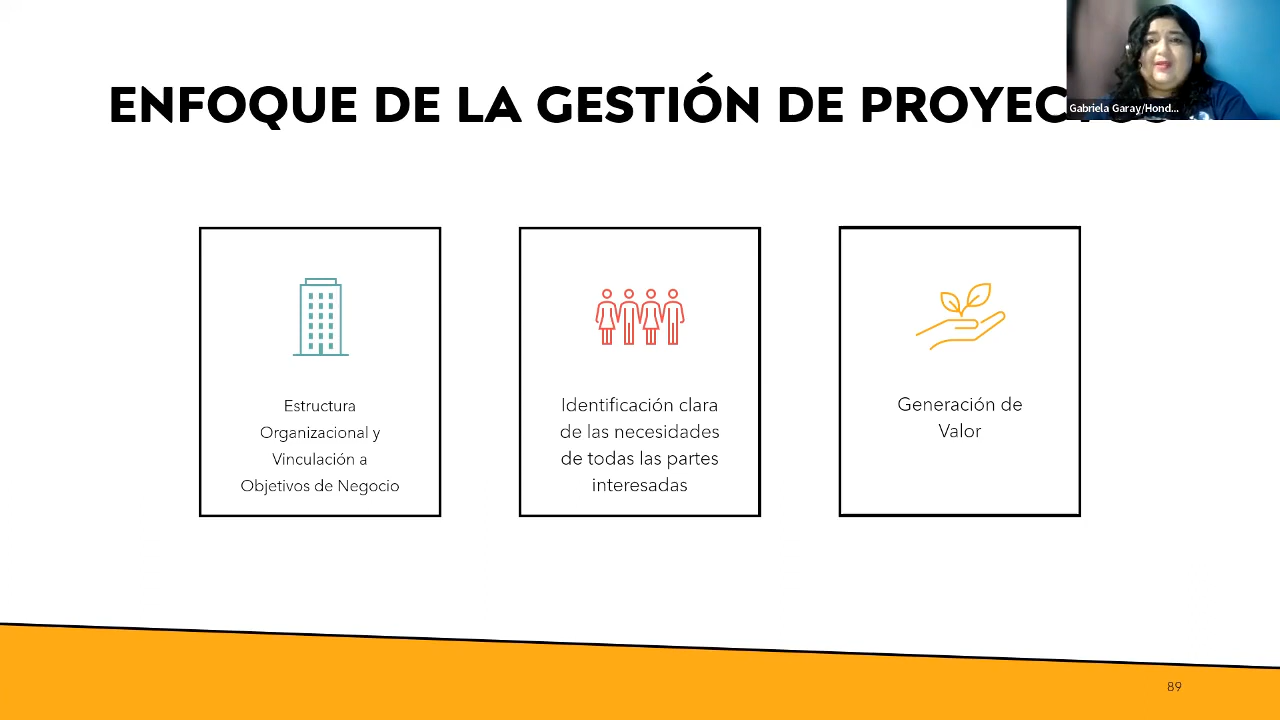 ENFOQUE DE LA GESTIÓN DE PROYECTOS
Gabriela Garay/Hond...
Estructura
Organizacional y
Vinculación a
Objetivos de Negocio
Identificación clara
de las necesidades
de todas las partes
interesadas
Generación de
Valor
89